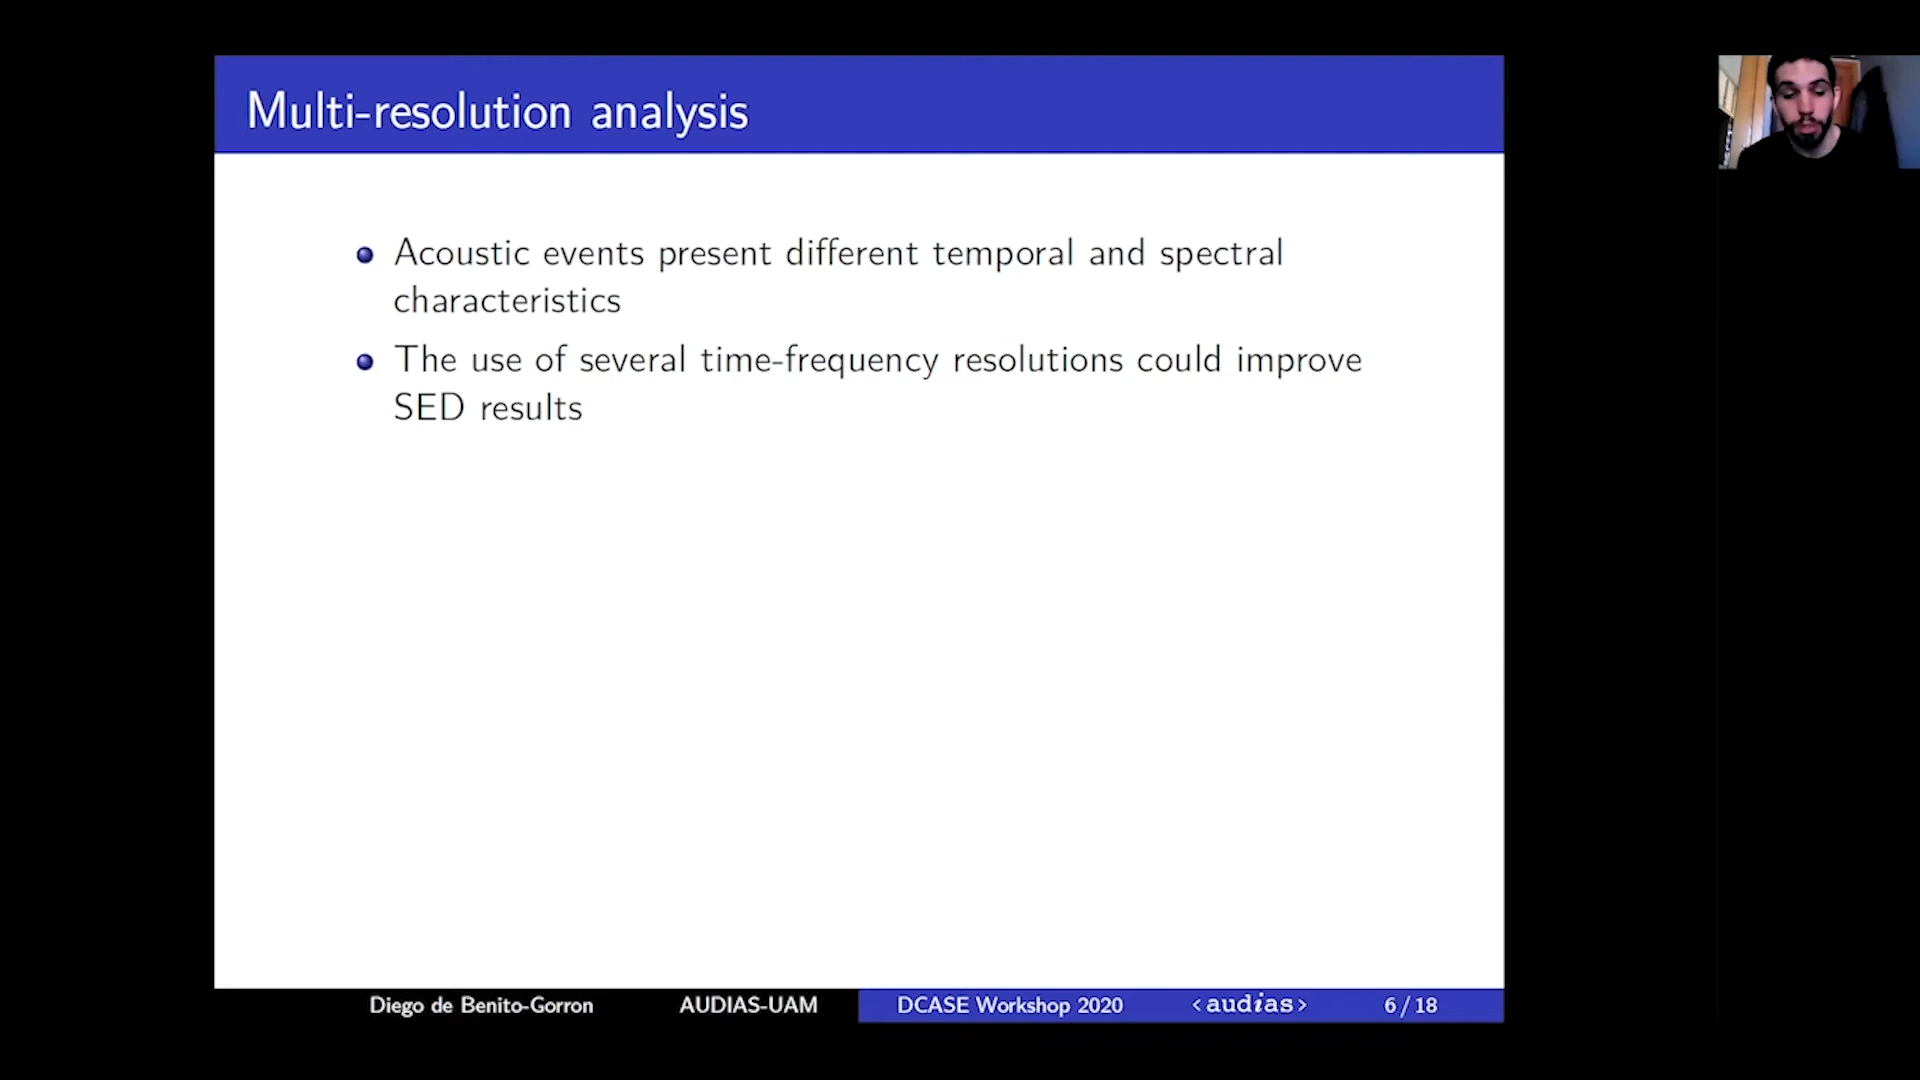 Multi-resolution analysis
Acoustic events present different temporal and spectral
characteristics
The use of several time-frequency resolutions could improve
SED results
Diego de Benito-Gorron AUDIAS-UAM DCASE Workshop 2020 <audias> 6 / 18